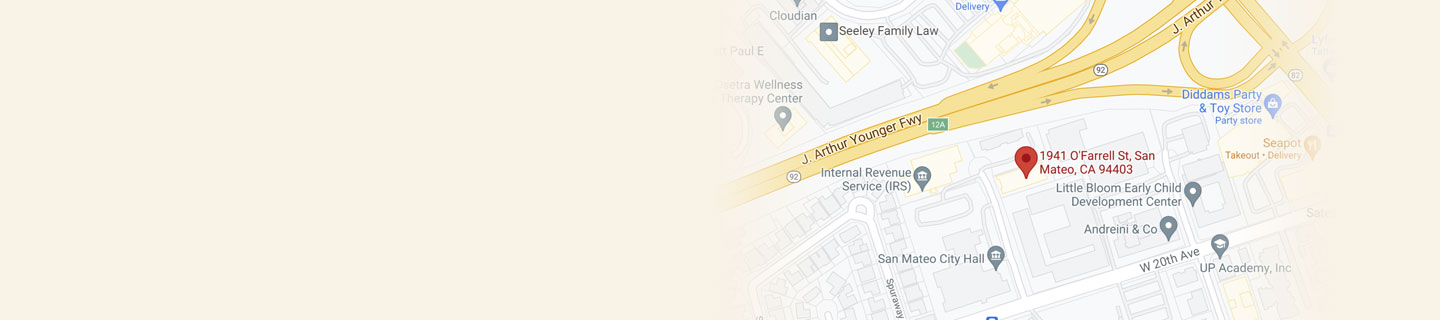 Delivery
Cloudian
Seeley Family Law
J. Arthur
Paul E
92
82
Wellness
Therapy Center
Diddams Party
& Toy Store
Party store
J. Arthur Younger Fwy
12A
Seapot
Takeout • Delivery
1941 O'Farrell St, San
Mateo, CA 94403
92
Internal Revenue
Service (IRS)
Little Bloom Early Child
Development Center
Andreini & Co
San Mateo City Hall
W 20th Ave
UP Academy, Inc
Spuraway